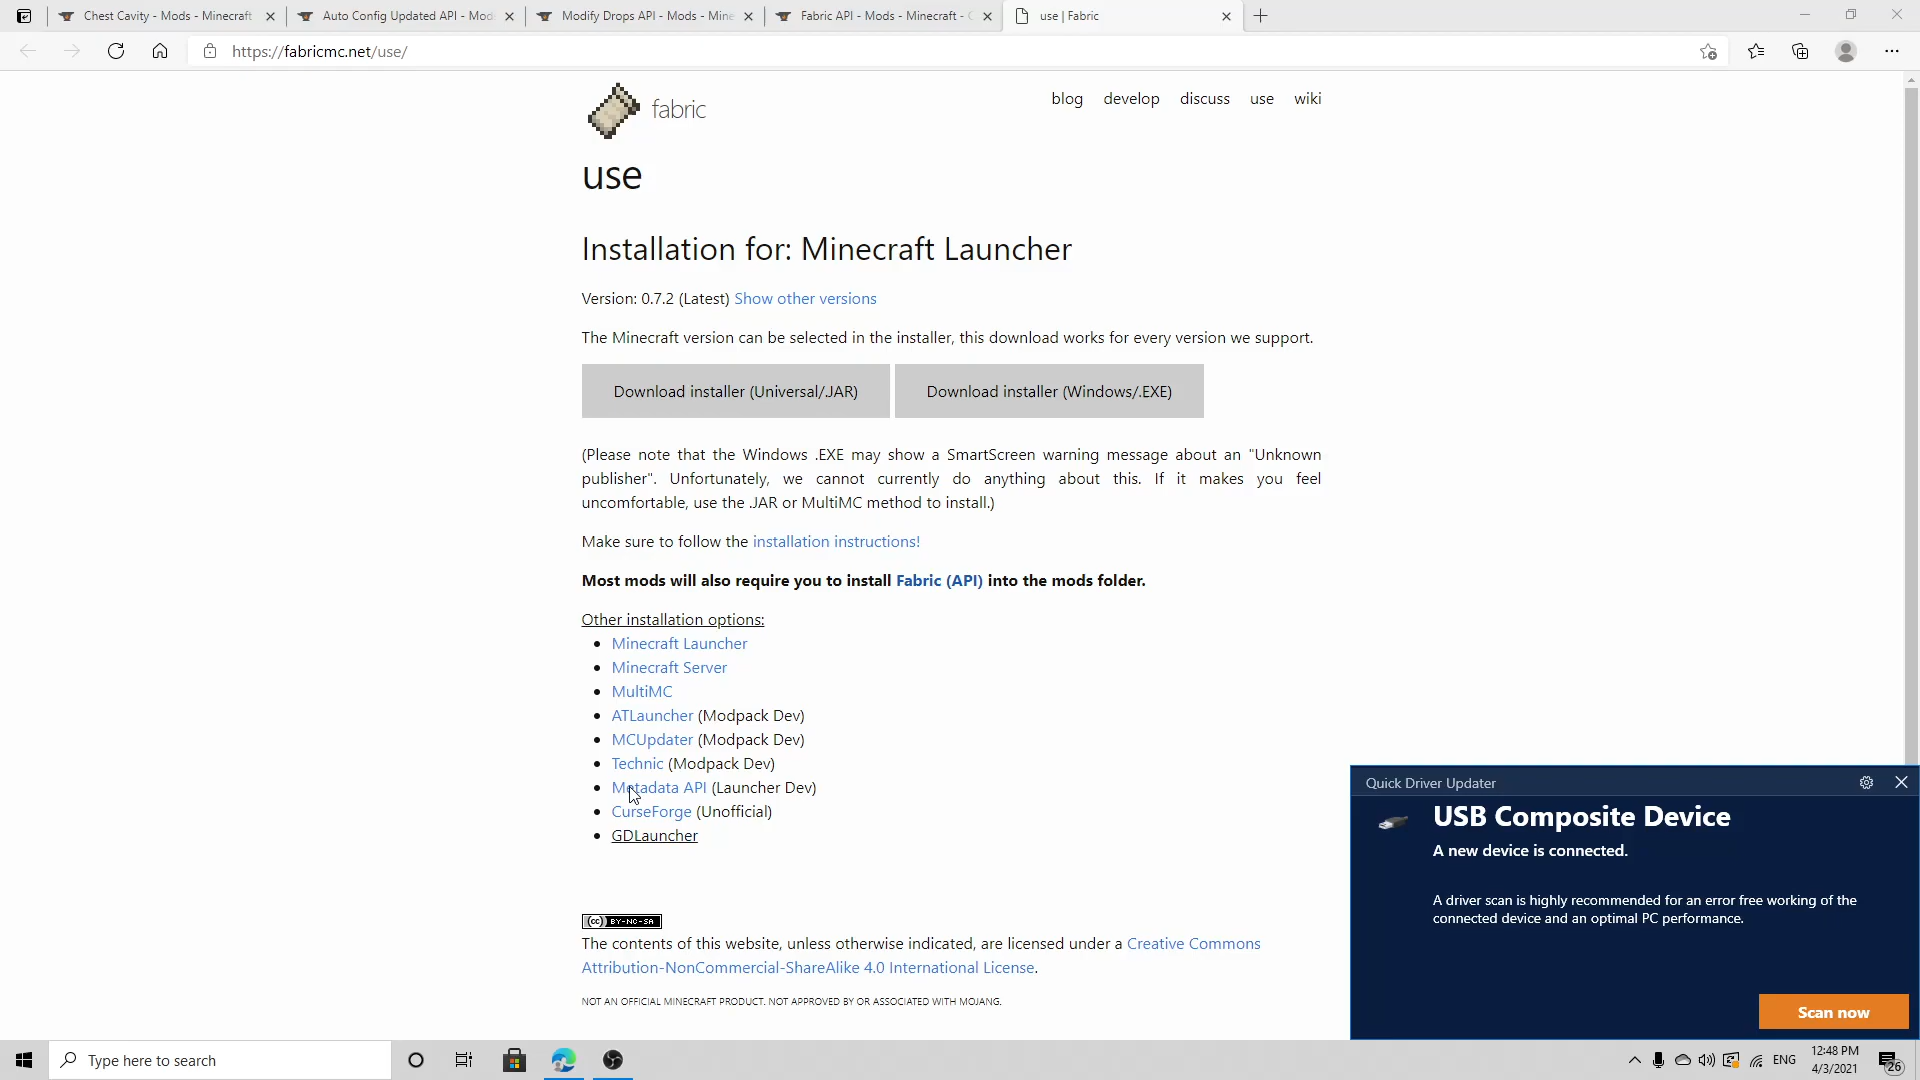 Chest Cavity - Mods - Minecraft
Auto Config Updated API - Mod
Modify Drops API - Mods - Mine
Fabric API - Mods - Minecraft - C
use | Fabric
https://fabricmc.net/use/
fabric
blog develop discuss use wiki
use
Installation for: Minecraft Launcher
Version: 0.7.2 (Latest) Show other versions
The Minecraft version can be selected in the installer, this download works for every version we support.
Download installer (Universal/.JAR)
Download installer (Windows/.EXE)
(Please note that the Windows .EXE may show a SmartScreen warning message about an "Unknown
publisher". Unfortunately, we cannot currently do anything about this. If it makes you feel
uncomfortable, use the .JAR or MultiMC method to install.)
Make sure to follow the installation instructions!
Most mods will also require you to install Fabric (API) into the mods folder.
Other installation options:
Minecraft Launcher
Minecraft Server
MultiMC
ATLauncher (Modpack Dev)
MCUpdater (Modpack Dev)
Technic (Modpack Dev)
Metadata API (Launcher Dev)
CurseForge (Unofficial)
GDLauncher
(cc) BY-NC-SA
The contents of this website, unless otherwise indicated, are licensed under a Creative Commons
Attribution-NonCommercial-ShareAlike 4.0 International License.
NOT AN OFFICIAL MINECRAFT PRODUCT. NOT APPROVED BY OR ASSOCIATED WITH MOJANG.
Quick Driver Updater
USB Composite Device
A new device is connected.
A driver scan is highly recommended for an error free working of the
connected device and an optimal PC performance.
Scan now
Type here to search
ENG
12:48 PM
4/3/2021
26